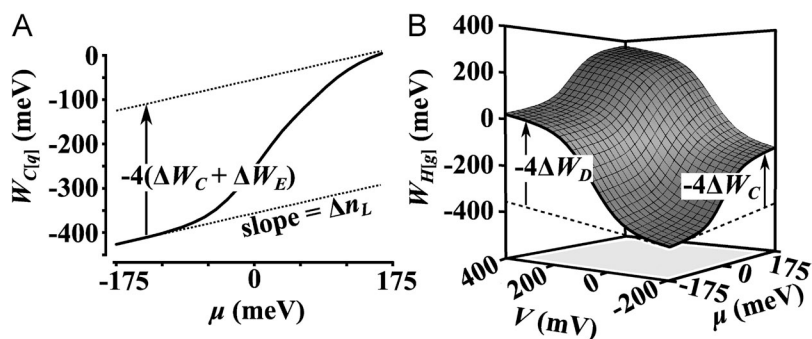 A
W_C[q] (meV)
0
-100
-200
-300
-400
-4(ΔW_C + ΔW_E)
slope = Δn_L
-175
0
175
μ (meV)
B
W_H[g] (meV)
400
200
0
-200
-400
-4ΔW_D
-4ΔW_C
400
200
0
-200
V (mV)
-175
0
175
μ (meV)